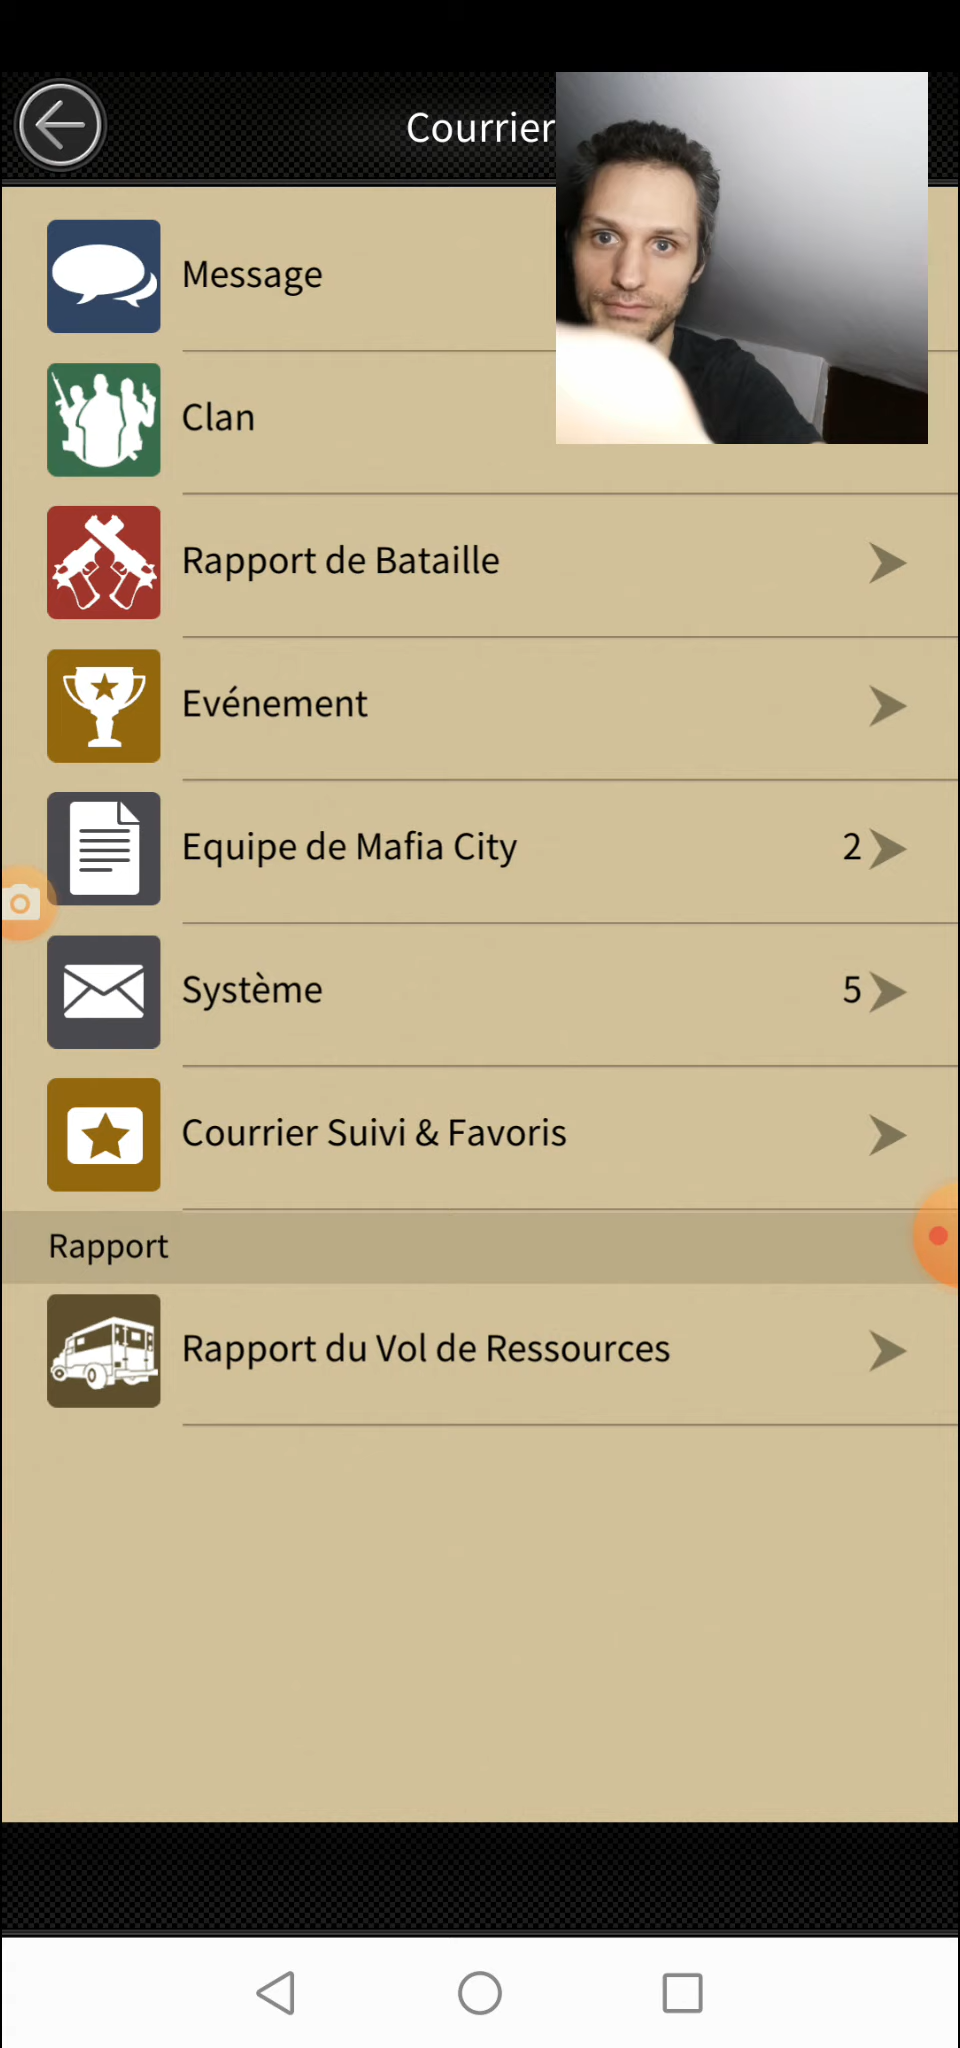 Courrier
Message
Clan
Rapport de Bataille
Evénement
Equipe de Mafia City 2
Système 5
Courrier Suivi & Favoris
Rapport
Rapport du Vol de Ressources